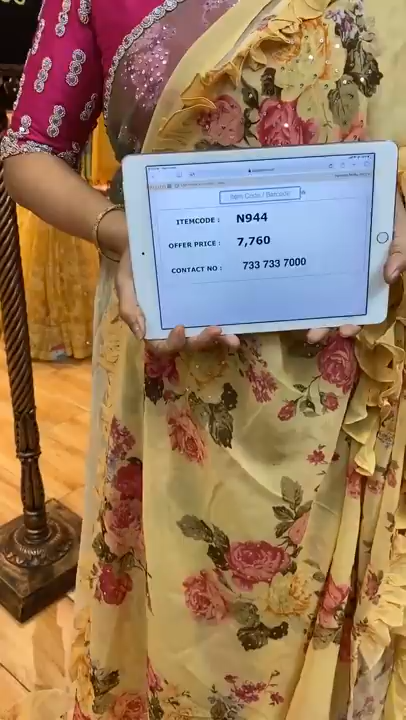 Item Code / Barcode
ITEMCODE : N944
OFFER PRICE : 7,760
CONTACT NO : 733 733 7000